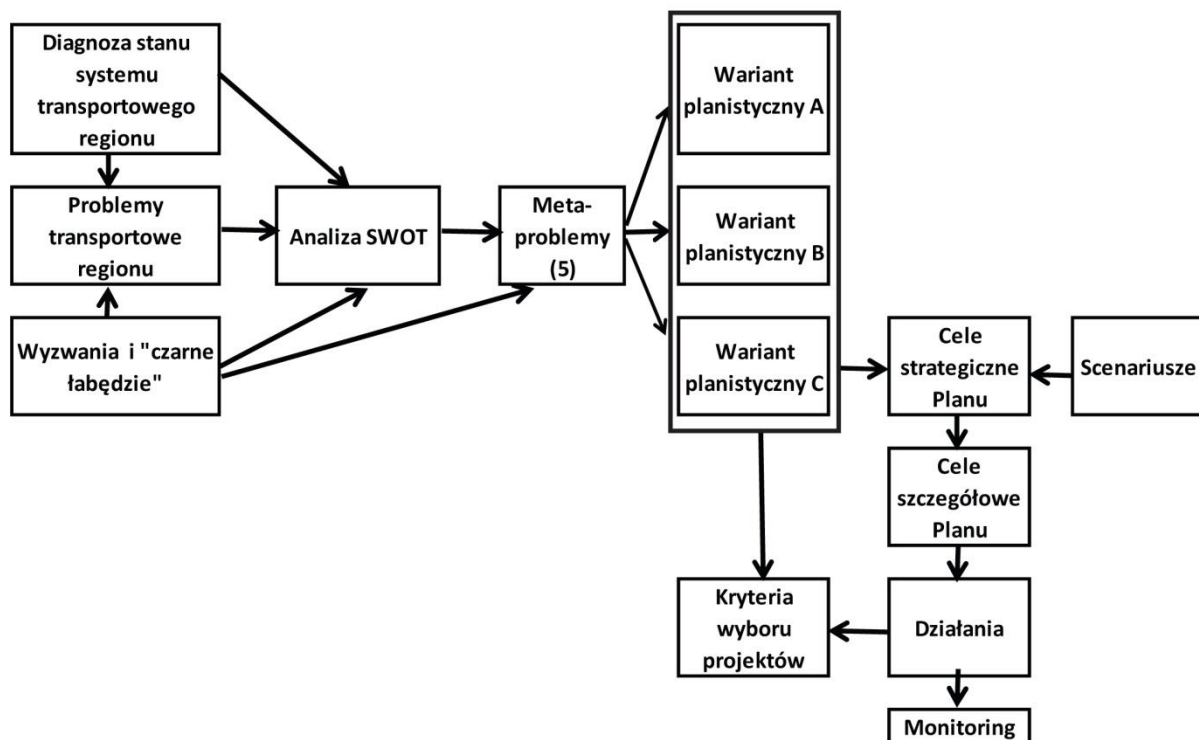 Diagnoza stanu
systemu
transportowego
regionu
Problemy
transportowe
regionu
Wyzwania i "czarne
łabędzie"
Analiza SWOT
Meta-
problemy
(5)
Wariant
planistyczny A
Wariant
planistyczny B
Wariant
planistyczny C
Cele
strategiczne
Planu
Scenariusze
Cele
szczegółowe
Planu
Kryteria
wyboru
projektów
Działania
Monitoring